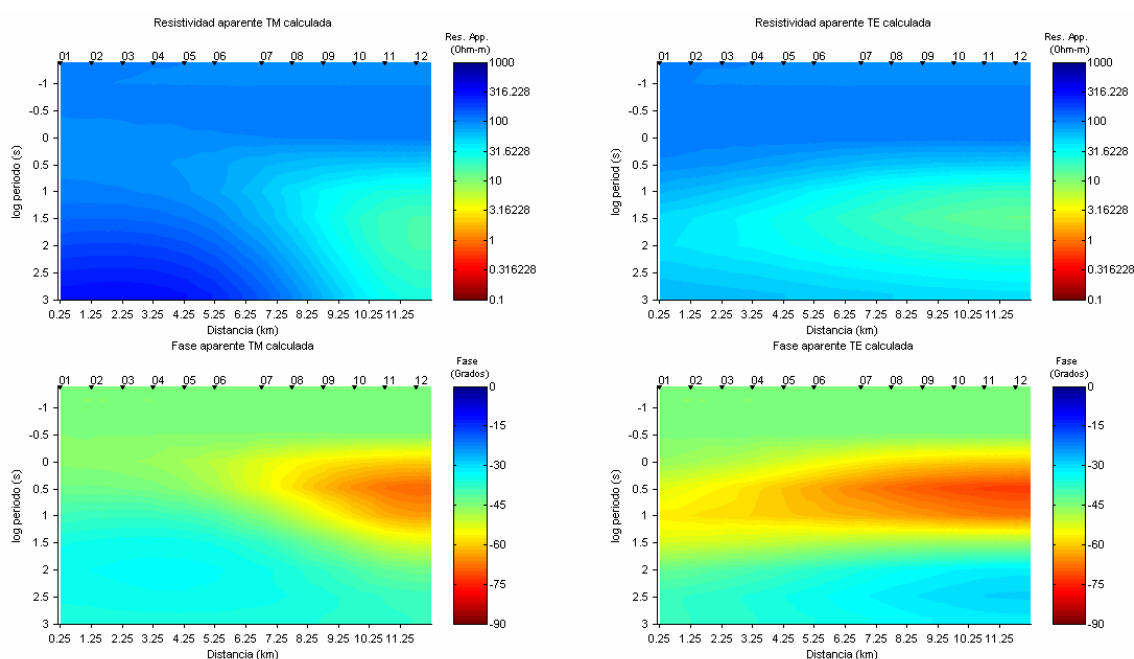 Resistividad aparente TM calculada
Res. App.
(Ohm-m)
01 02 03 04 05 06 07 08 09 10 11 12
-1
-0.5
0
0.5
1
1.5
2
2.5
3
log periodo (s)
0.25 1.25 2.25 3.25 4.25 5.25 6.25 7.25 8.25 9.25 10.25 11.25
Distancia (km)
1000
316.228
100
31.6228
10
3.16228
1
0.316228
0.1
Resistividad aparente TE calculada
Res. App.
(Ohm-m)
01 02 03 04 05 06 07 08 09 10 11 12
-1
-0.5
0
0.5
1
1.5
2
2.5
3
log period (s)
0.25 1.25 2.25 3.25 4.25 5.25 6.25 7.25 8.25 9.25 10.25 11.25
Distancia (km)
1000
316.228
100
31.6228
10
3.16228
1
0.316228
0.1
Fase aparente TM calculada
Fase
(Grados)
01 02 03 04 05 06 07 08 09 10 11 12
-1
-0.5
0
0.5
1
1.5
2
2.5
3
log periodo (s)
0.25 1.25 2.25 3.25 4.25 5.25 6.25 7.25 8.25 9.25 10.25 11.25
Distancia (km)
0
-15
-30
-45
-60
-75
-90
Fase aparente TE calculada
Fase
(Grados)
01 02 03 04 05 06 07 08 09 10 11 12
-1
-0.5
0
0.5
1
1.5
2
2.5
3
log periodo (s)
0.25 1.25 2.25 3.25 4.25 5.25 6.25 7.25 8.25 9.25 10.25 11.25
Distancia (km)
0
-15
-30
-45
-60
-75
-90